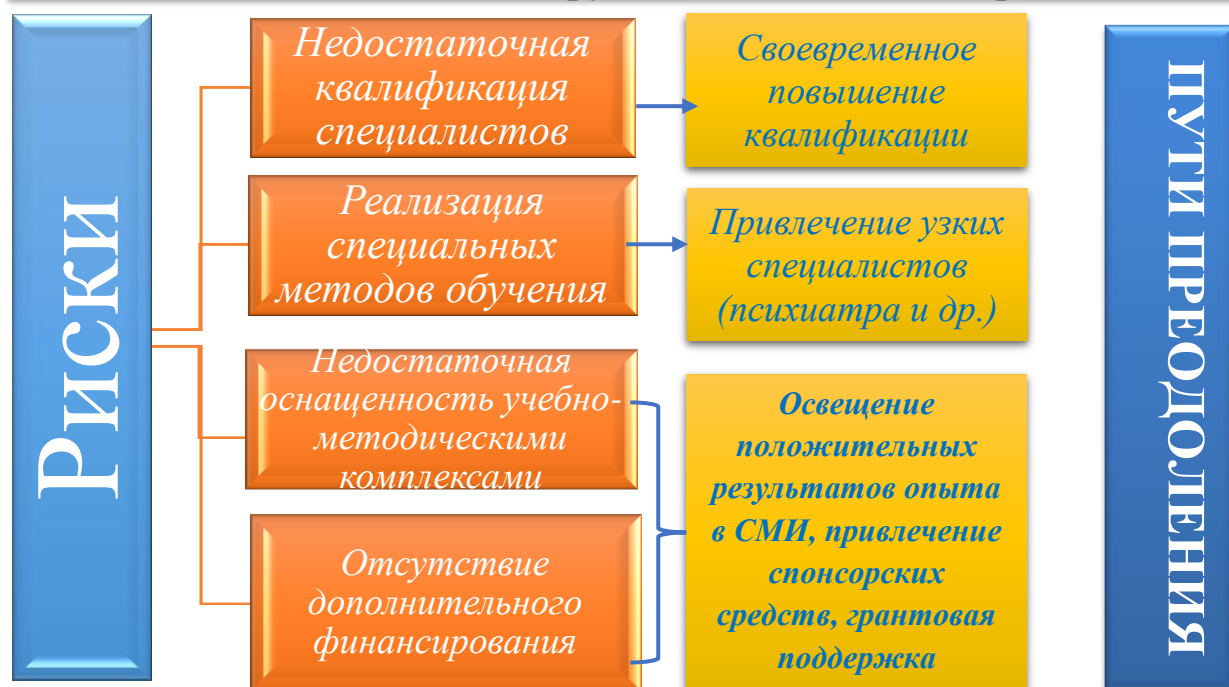 Риски
Недостаточная
квалификация
специалистов
Своевременное
повышение
квалификации
Реализация
специальных
методов обучения
Привлечение узких
специалистов
(психиатра и др.)
Недостаточная
оснащенность учебно-
методическими
комплексами
Отсутствие
дополнительного
финансирования
Освещение
положительных
результатов опыта
в СМИ, привлечение
спонсорских
средств, грантовая
поддержка
ПУТИ ПРЕОДОЛЕНИЯ